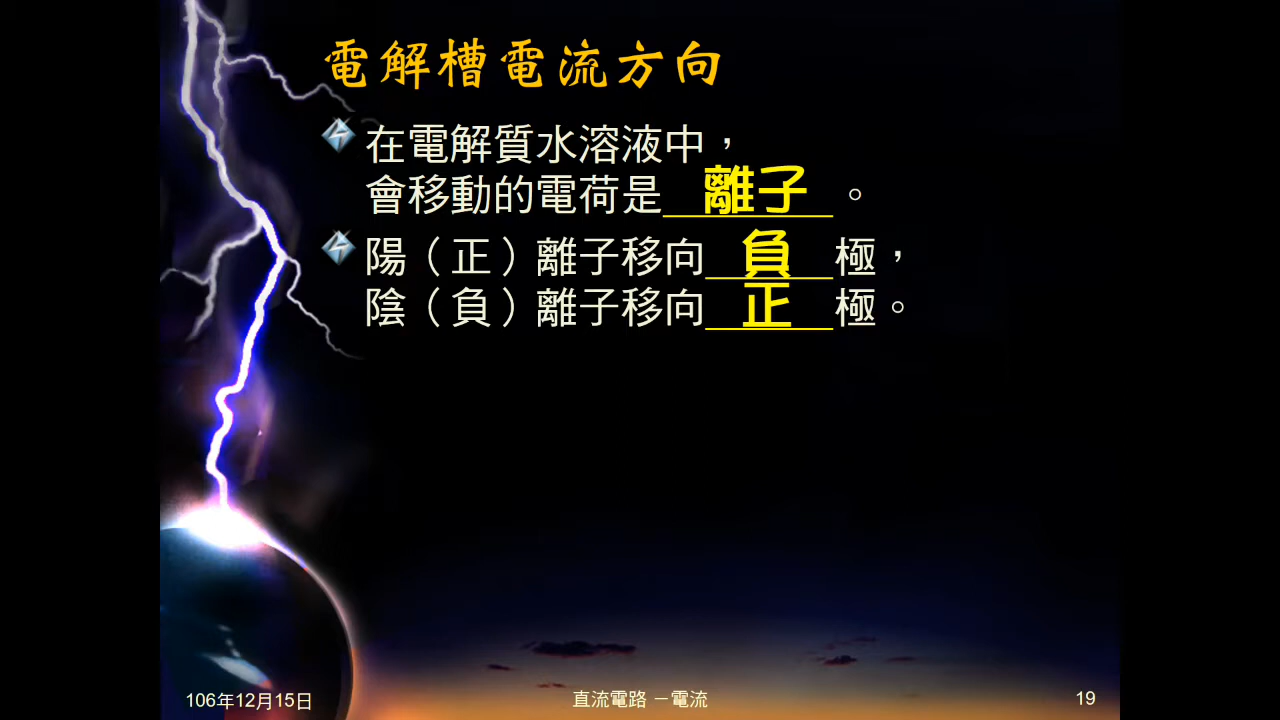 電解槽電流方向
在電解質水溶液中，
會移動的電荷是 離子 。
陽（正）離子移向 負 極，
陰（負）離子移向 正 極。
106年12月15日
直流電路 －電流
19